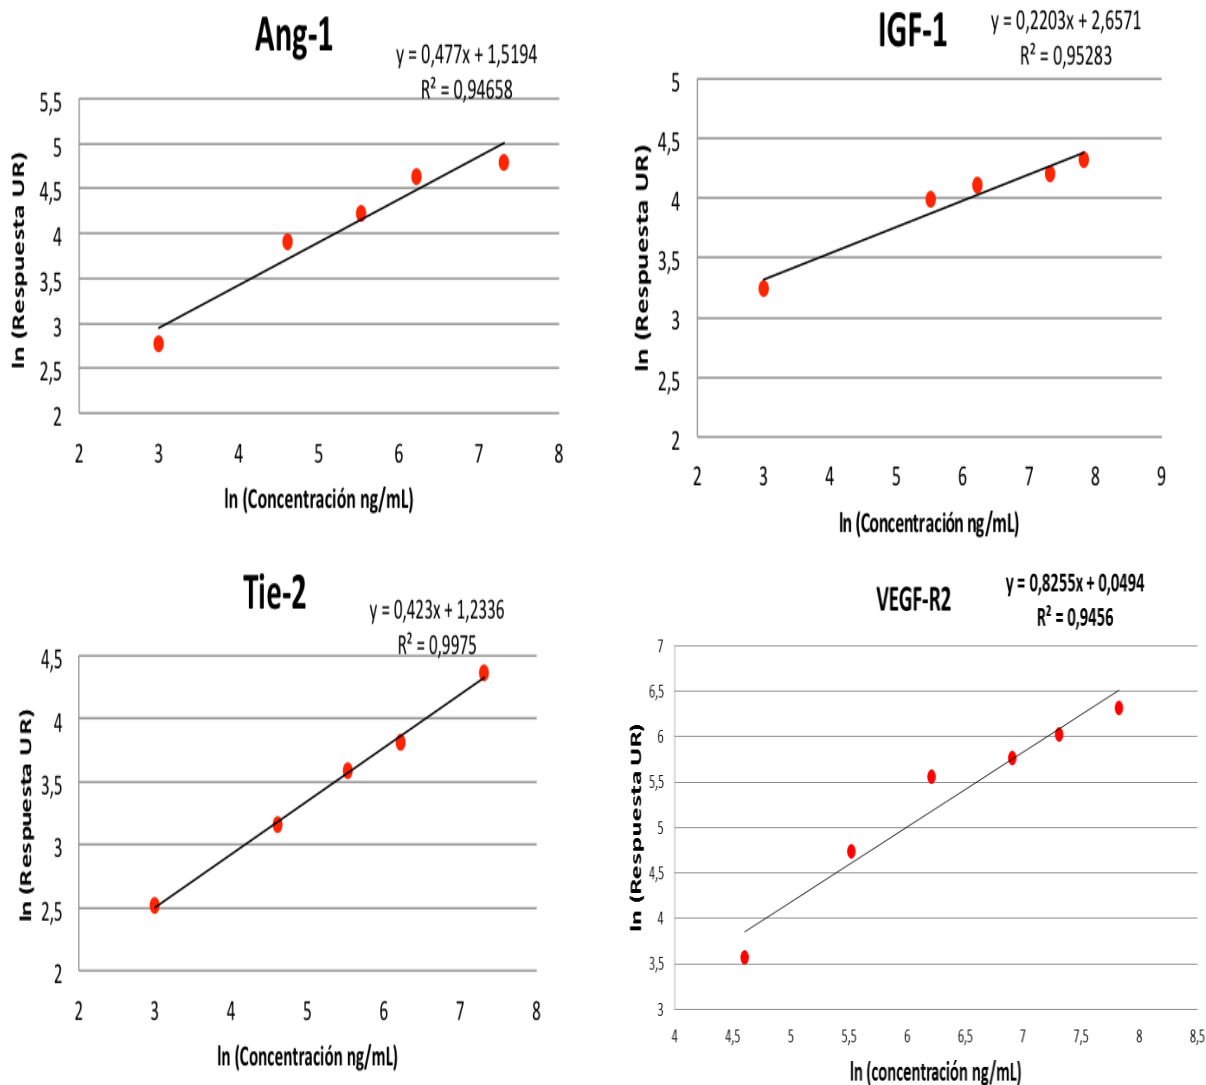 Ang-1
y = 0,477x + 1,5194
R² = 0,94658
5,5
5
4,5
4
3,5
3
2,5
2
2 3 4 5 6 7 8
ln (Respuesta UR)
ln (Concentración ng/mL)
IGF-1
y = 0,2203x + 2,6571
R² = 0,95283
5
4,5
4
3,5
3
2,5
2
2 3 4 5 6 7 8 9
ln (Respuesta UR)
ln (Concentración ng/mL)
Tie-2
y = 0,423x + 1,2336
R² = 0,9975
4,5
4
3,5
3
2,5
2
2 3 4 5 6 7 8
ln (Respuesta UR)
ln (Concentración ng/mL)
VEGF-R2
y = 0,8255x + 0,0494
R² = 0,9456
7
6,5
6
5,5
5
4,5
4
3,5
3
4 4,5 5 5,5 6 6,5 7 7,5 8 8,5
ln (Respuesta UR)
ln (concentración ng/mL)